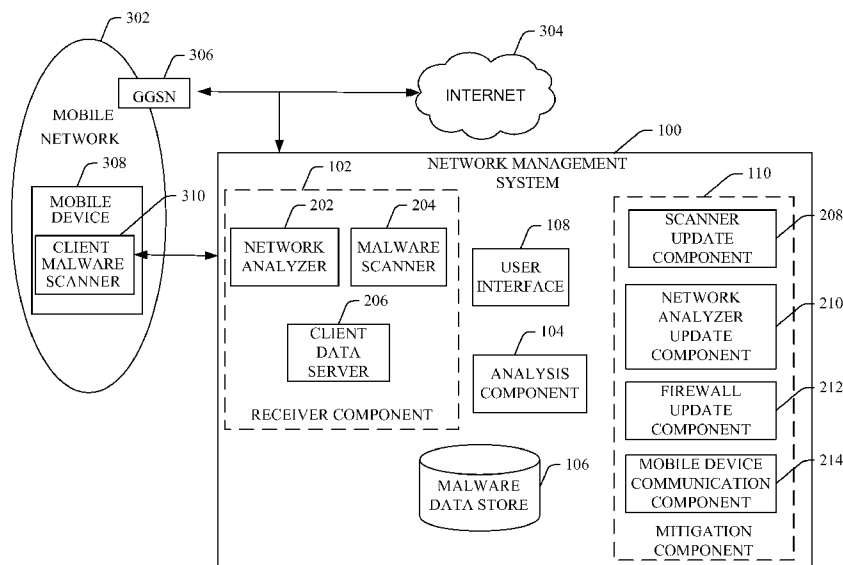 302
306
GGSN
MOBILE
NETWORK
304
INTERNET
308
MOBILE
DEVICE
310
CLIENT
MALWARE
SCANNER
100
NETWORK MANAGEMENT
SYSTEM
102
202
NETWORK
ANALYZER
204
MALWARE
SCANNER
206
CLIENT
DATA
SERVER
RECEIVER COMPONENT
108
USER
INTERFACE
104
ANALYSIS
COMPONENT
106
MALWARE
DATA STORE
110
SCANNER
UPDATE
COMPONENT
208
NETWORK
ANALYZER
UPDATE
COMPONENT
210
FIREWALL
UPDATE
COMPONENT
212
MOBILE DEVICE
COMMUNICATION
COMPONENT
214
MITIGATION
COMPONENT